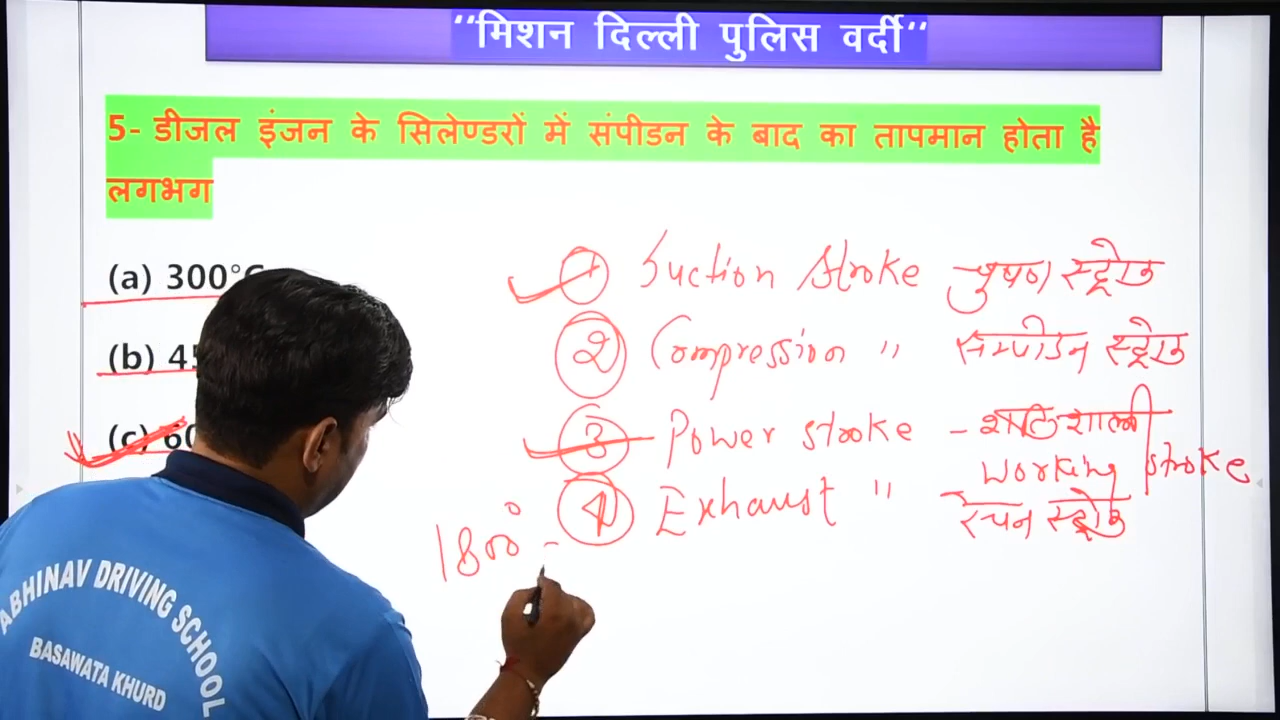 ‘‘मिशन दिल्ली पुलिस वर्दी‘‘
5- डीजल इंजन के सिलेण्डरों में संपीडन के बाद का तापमान होता है
लगभग
(a) 300°C
(b) 45
(c) 60
1 Suction Stroke चुषण स्ट्रोक
2 Compression " सम्पीडन स्ट्रोक
3 Power stroke - शक्तिशाली
working stroke
4 Exhaust " रेचन स्ट्रोक
1800° -
ABHINAV DRIVING SCHOOL
BASAWATA KHURD